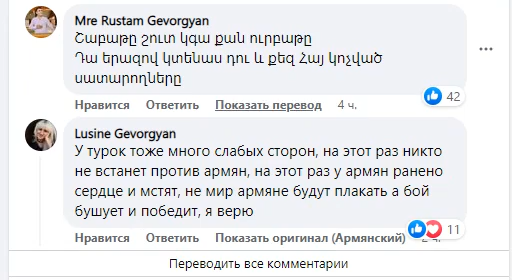 Mre Rustam Gevorgyan
Շաբաթը շուտ կգա քան ուրբաթը
Դա երազով կտենաս դու և քեզ Հայ կոչված
սատարողները
Нравится Ответить Показать перевод 4 ч.
42
Lusine Gevorgyan
У турок тоже много слабых сторон, на этот раз никто
не встанет против армян, на этот раз у армян ранено
сердце и мстят, не мир армяне будут плакать а бой
бушует и победит, я верю
11
Нравится Ответить Показать оригинал (Армянский)
Переводить все комментарии